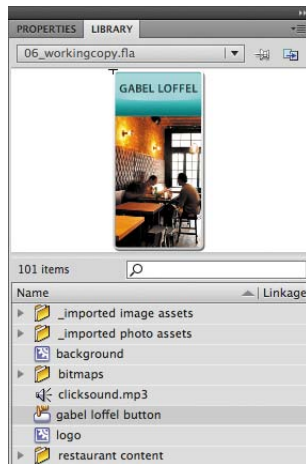 PROPERTIES LIBRARY
06_workingcopy.fla
GABEL LOFFEL
101 items
Name Linkage
_imported image assets
_imported photo assets
background
bitmaps
clicksound.mp3
gabel loffel button
logo
restaurant content